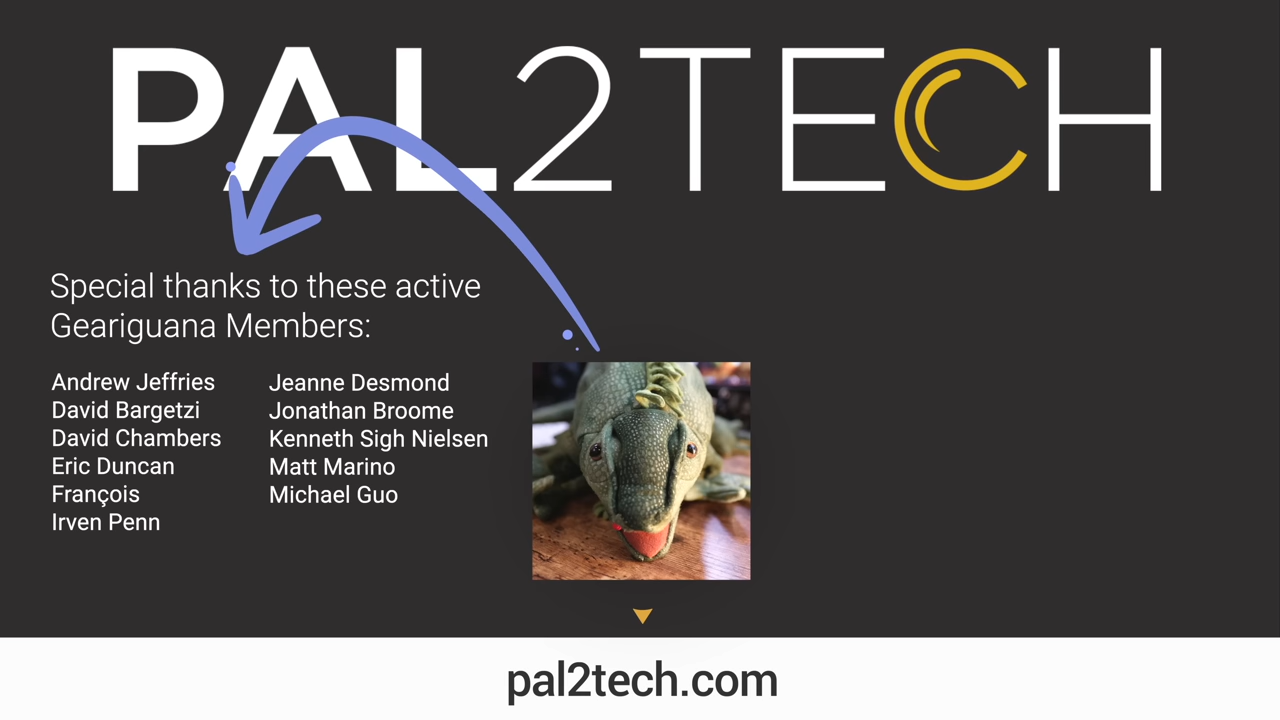 PAL2TECH
Special thanks to these active
Geariguana Members:
Andrew Jeffries
David Bargetzi
David Chambers
Eric Duncan
François
Irven Penn
Jeanne Desmond
Jonathan Broome
Kenneth Sigh Nielsen
Matt Marino
Michael Guo
pal2tech.com